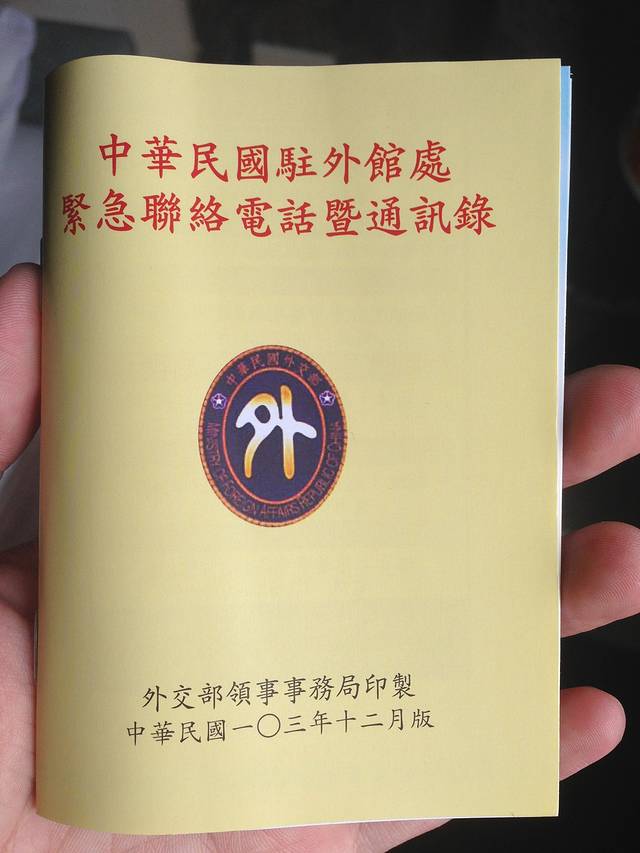 中華民國駐外館處
緊急聯絡電話暨通訊錄
中華民國外交部
外
MINISTRY OF FOREIGN AFFAIRS REPUBLIC OF CHINA
外交部領事事務局印製
中華民國一〇三年十二月版